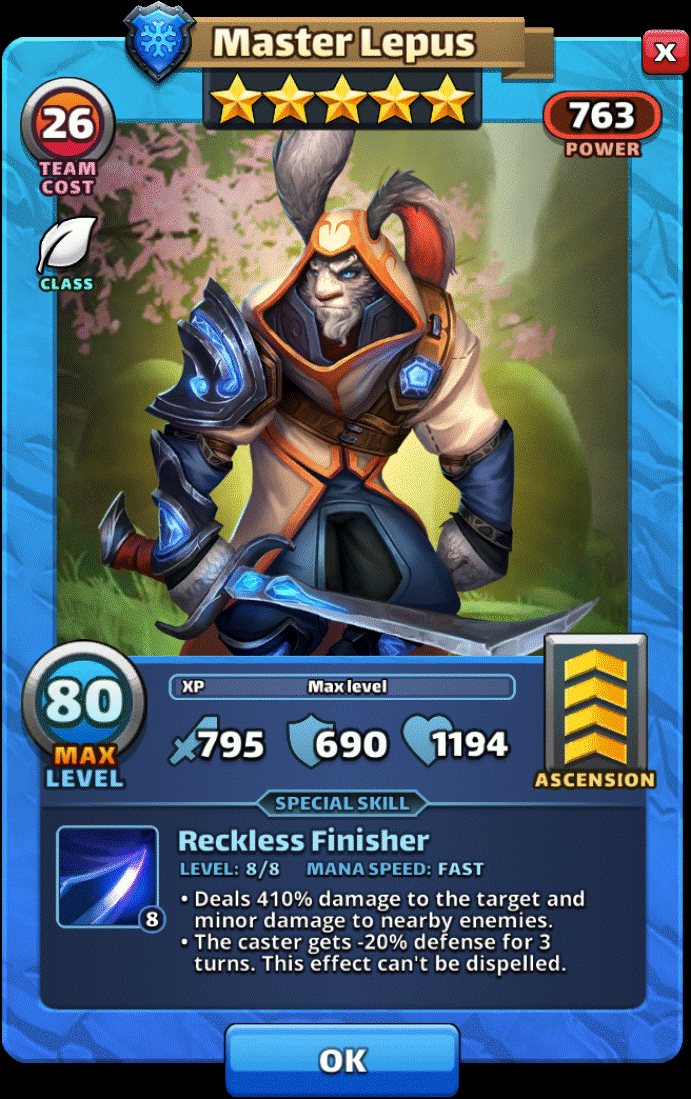 Master Lepus
X
26
TEAM
COST
763
POWER
CLASS
80
MAX
LEVEL
XP Max level
795 690 1194
ASCENSION
SPECIAL SKILL
Reckless Finisher
LEVEL: 8/8 MANA SPEED: FAST
8
• Deals 410% damage to the target and
minor damage to nearby enemies.
• The caster gets -20% defense for 3
turns. This effect can't be dispelled.
OK